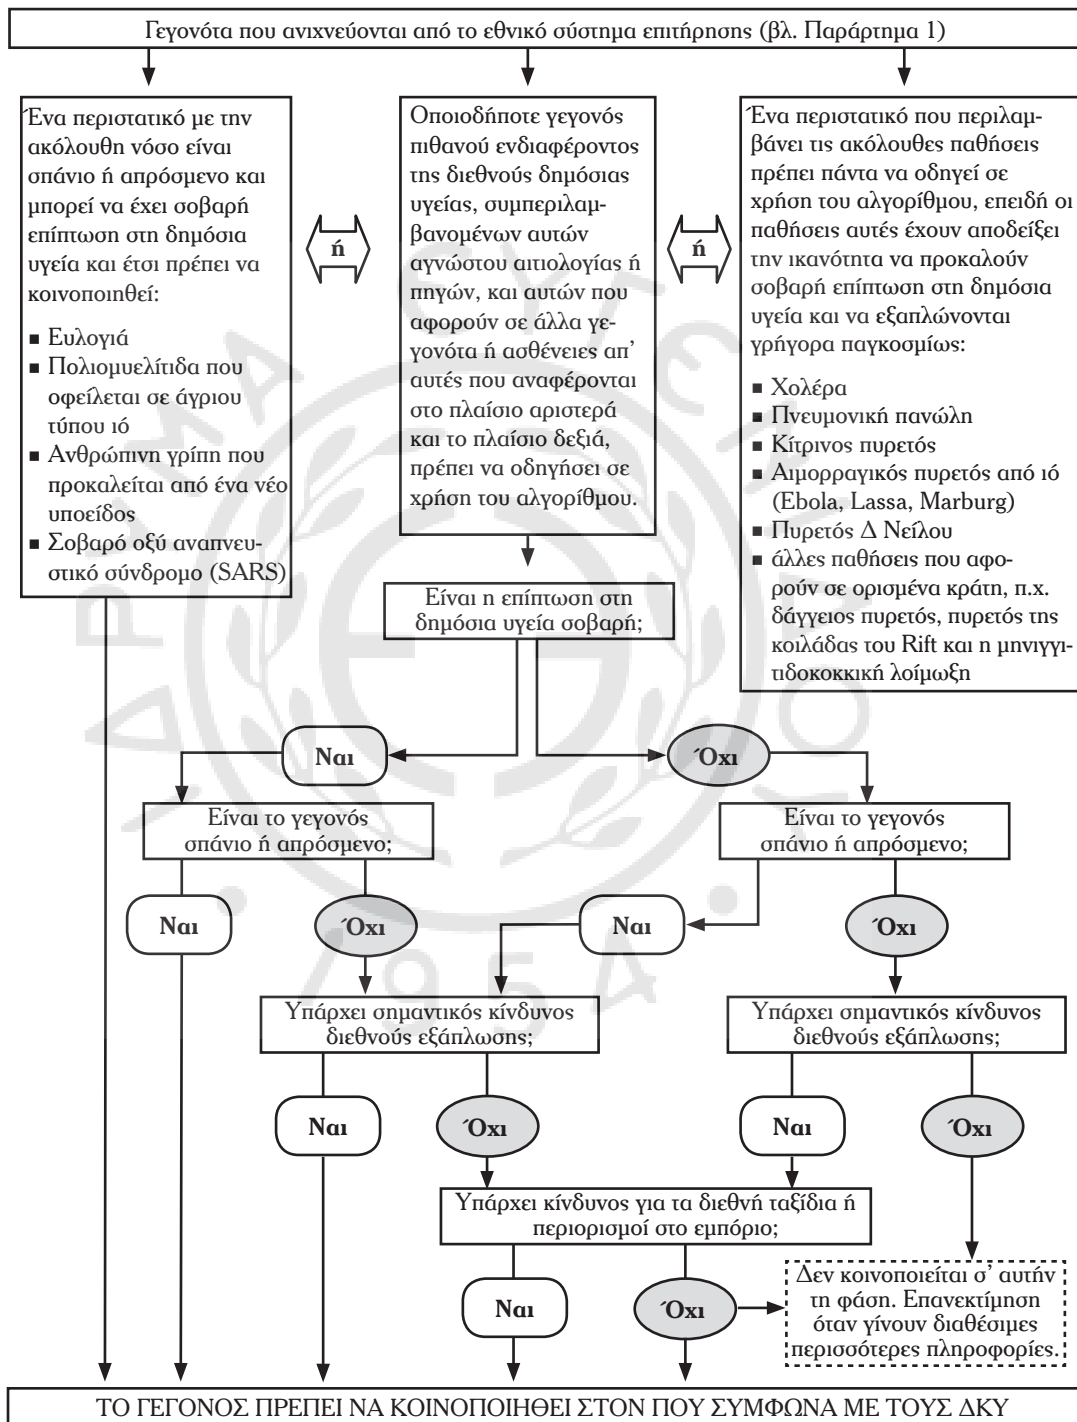 Γεγονότα που ανιχνεύονται από το εθνικό σύστημα επιτήρησης (βλ. Παράρτημα 1)
Ένα περιστατικό με την
ακόλουθη νόσο είναι
σπάνιο ή απρόσμενο και
μπορεί να έχει σοβαρή
επίπτωση στη δημόσια
υγεία και έτσι πρέπει να
κοινοποιηθεί:
■ Ευλογιά
■ Πολιομυελίτιδα που
οφείλεται σε άγριου
τύπου ιό
■ Ανθρώπινη γρίπη που
προκαλείται από ένα νέο
υποείδος
■ Σοβαρό οξύ αναπνευ-
στικό σύνδρομο (SARS)
ή
Οποιοδήποτε γεγονός
πιθανού ενδιαφέροντος
της διεθνούς δημόσιας
υγείας, συμπεριλαμ-
βανομένων αυτών
αγνώστου αιτιολογίας ή
πηγών, και αυτών που
αφορούν σε άλλα γε-
γονότα ή ασθένειες απ’
αυτές που αναφέρονται
στο πλαίσιο αριστερά
και το πλαίσιο δεξιά,
πρέπει να οδηγήσει σε
χρήση του αλγορίθμου.
ή
Ένα περιστατικό που περιλαμ-
βάνει τις ακόλουθες παθήσεις
πρέπει πάντα να οδηγεί σε
χρήση του αλγορίθμου, επειδή οι
παθήσεις αυτές έχουν αποδείξει
την ικανότητα να προκαλούν
σοβαρή επίπτωση στη δημόσια
υγεία και να εξαπλώνονται
γρήγορα παγκοσμίως:
■ Χολέρα
■ Πνευμονική πανώλη
■ Κίτρινος πυρετός
■ Αιμορραγικός πυρετός από ιό
(Ebola, Lassa, Marburg)
■ Πυρετός Δ Νείλου
■ άλλες παθήσεις που αφο-
ρούν σε ορισμένα κράτη, π.χ.
δάγγειος πυρετός, πυρετός της
κοιλάδας του Rift και η μηνιγγι-
τιδοκοκκική λοίμωξη
Είναι η επίπτωση στη
δημόσια υγεία σοβαρή;
Ναι
Όχι
Είναι το γεγονός
σπάνιο ή απρόσμενο;
Είναι το γεγονός
σπάνιο ή απρόσμενο;
Ναι
Όχι
Ναι
Όχι
Υπάρχει σημαντικός κίνδυνος
διεθνούς εξάπλωσης;
Υπάρχει σημαντικός κίνδυνος
διεθνούς εξάπλωσης;
Ναι
Όχι
Ναι
Όχι
Υπάρχει κίνδυνος για τα διεθνή ταξίδια ή
περιορισμοί στο εμπόριο;
Ναι
Όχι
Δεν κοινοποιείται σ’ αυτήν
τη φάση. Επανεκτίμηση
όταν γίνουν διαθέσιμες
περισσότερες πληροφορίες.
ΤΟ ΓΕΓΟΝΟΣ ΠΡΕΠΕΙ ΝΑ ΚΟΙΝΟΠΟΙΗΘΕΙ ΣΤΟΝ ΠΟΥ ΣΥΜΦΩΝΑ ΜΕ ΤΟΥΣ ΔΚΥ
1954